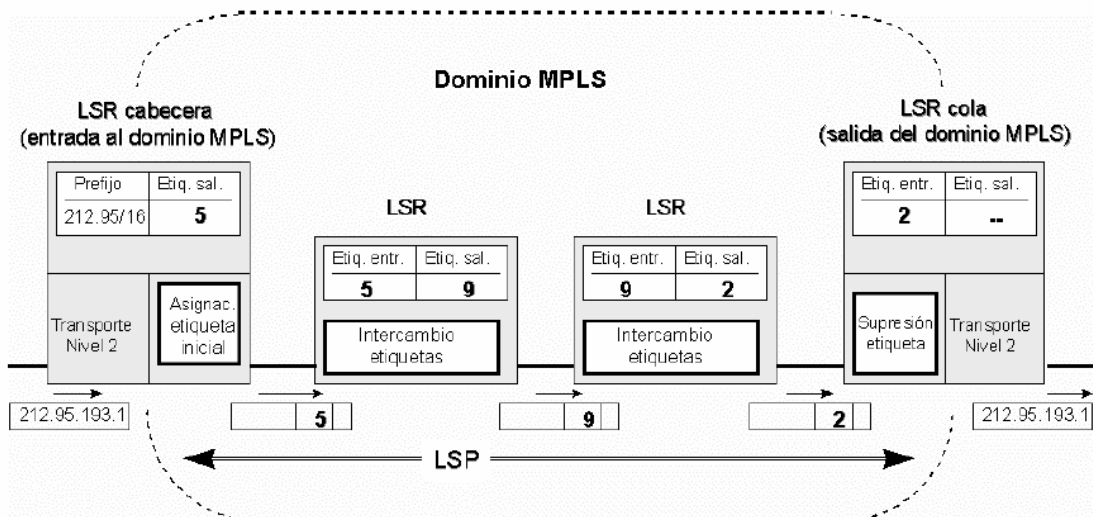 Dominio MPLS
LSR cabecera
(entrada al dominio MPLS)
Prefijo
Etiq. sal.
212.95/16
5
Transporte
Nivel 2
Asignac.
etiqueta
inicial
LSR
Etiq. entr.
Etiq. sal.
5
9
Intercambio
etiquetas
LSR
Etiq. entr.
Etiq. sal.
9
2
Intercambio
etiquetas
LSR cola
(salida del dominio MPLS)
Etiq. entr.
Etiq. sal.
2
--
Supresión
etiqueta
Transporte
Nivel 2
212.95.193.1
5
9
2
212.95.193.1
LSP